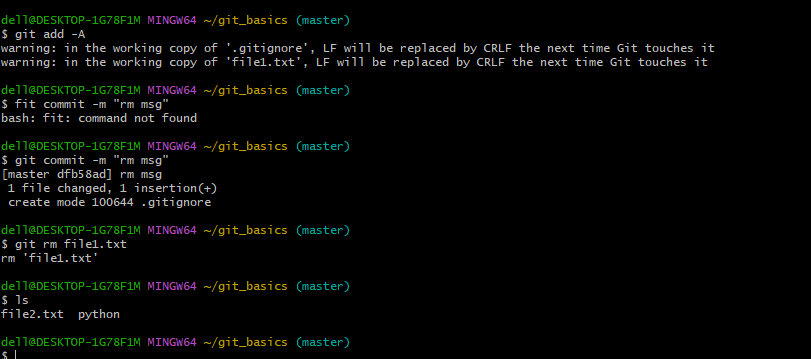 dell@DESKTOP-1G78F1M MINGW64 ~/git_basics (master)
$ git add -A
warning: in the working copy of '.gitignore', LF will be replaced by CRLF the next time Git touches it
warning: in the working copy of 'file1.txt', LF will be replaced by CRLF the next time Git touches it
dell@DESKTOP-1G78F1M MINGW64 ~/git_basics (master)
$ fit commit -m "rm msg"
bash: fit: command not found
dell@DESKTOP-1G78F1M MINGW64 ~/git_basics (master)
$ git commit -m "rm msg"
[master dfb58ad] rm msg
 1 file changed, 1 insertion(+)
 create mode 100644 .gitignore
dell@DESKTOP-1G78F1M MINGW64 ~/git_basics (master)
$ git rm file1.txt
rm 'file1.txt'
dell@DESKTOP-1G78F1M MINGW64 ~/git_basics (master)
$ ls
file2.txt  python
dell@DESKTOP-1G78F1M MINGW64 ~/git_basics (master)
$